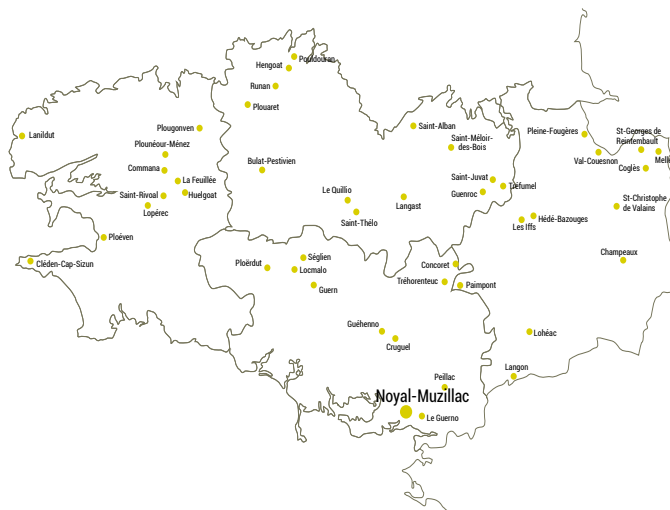 Pouldouran
Hengoat
Runan
Plouaret
Lanildut
Plougonven
Saint-Alban
Pleine-Fougères
St-Georges de
Reintembault
Saint-Méloir-
des-Bois
Plounéour-Ménez
Val-Couesnon
Mellé
Coglès
Commana
Bulat-Pestivien
La Feuillée
Saint-Juvat
Tréfumel
Saint-Rivoal
Huelgoat
Le Quillio
Langast
Guenroc
St-Christophe
de Valains
Lopérec
Saint-Thélo
Hédé-Bazouges
Les Iffs
Ploéven
Champeaux
Cléden-Cap-Sizun
Séglien
Ploërdut
Locmalo
Concoret
Guern
Tréhorenteuc
Paimpont
Guéhenno
Cruguel
Lohéac
Langon
Peillac
Noyal-Muzillac
Le Guerno